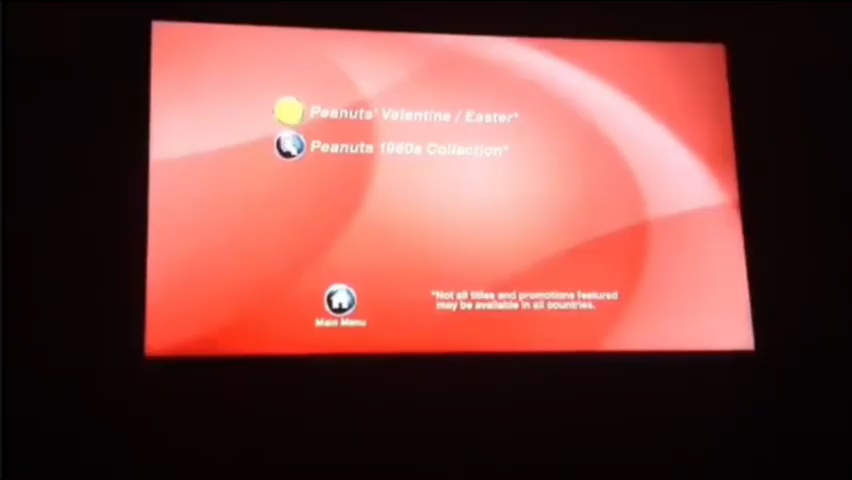 Peanuts' Valentine / Easter*
Peanuts 1960s Collection*
*Not all titles and promotions featured
may be available in all countries.
Main Menu